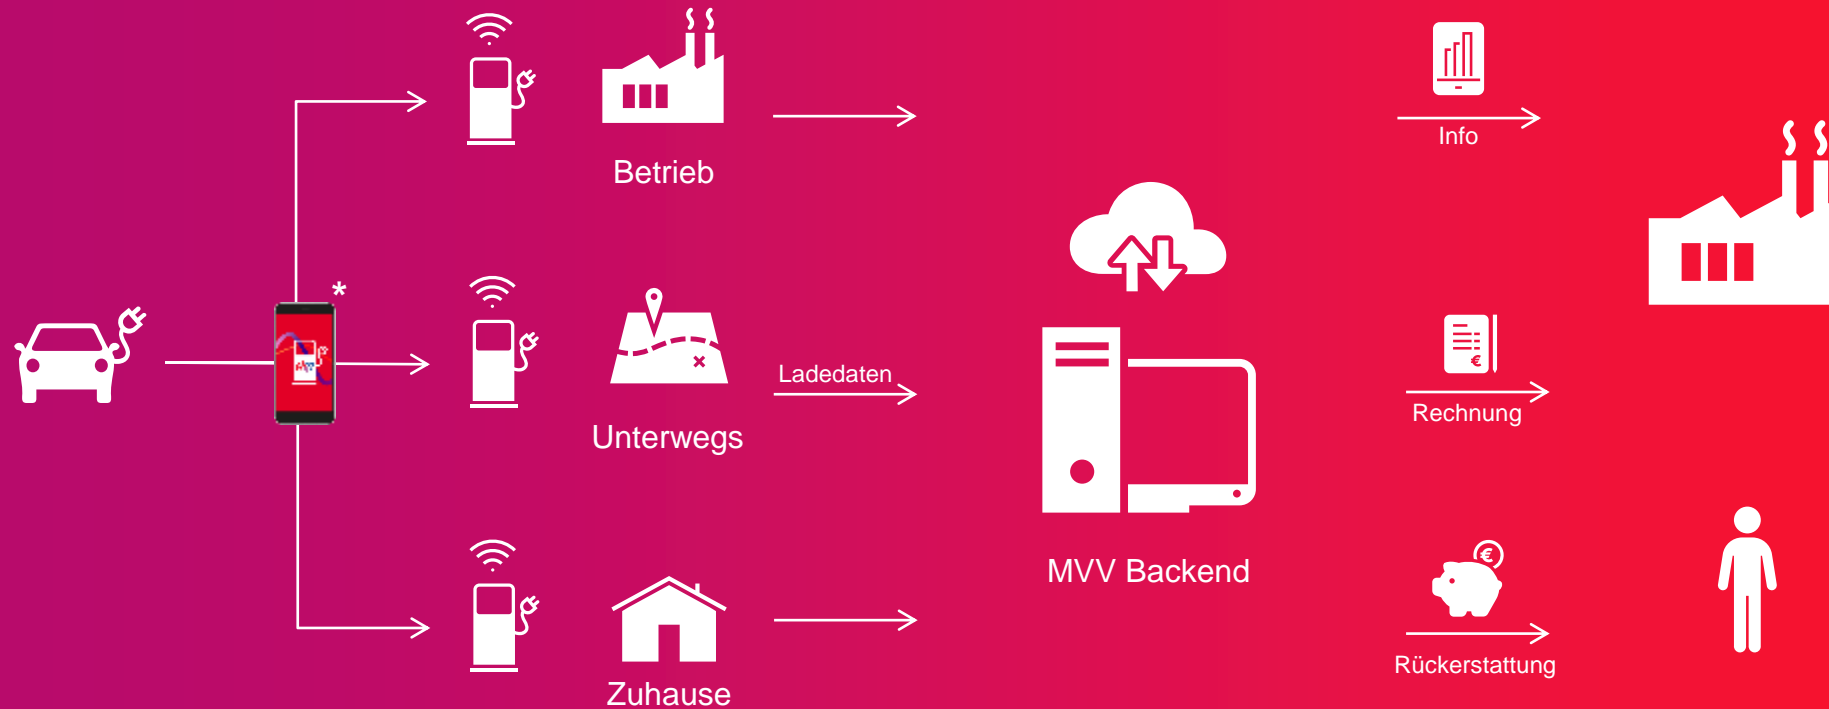 Betrieb
Info
*
Ladedaten
Unterwegs
€
Rechnung
MVV Backend
€
Rückerstattung
Zuhause